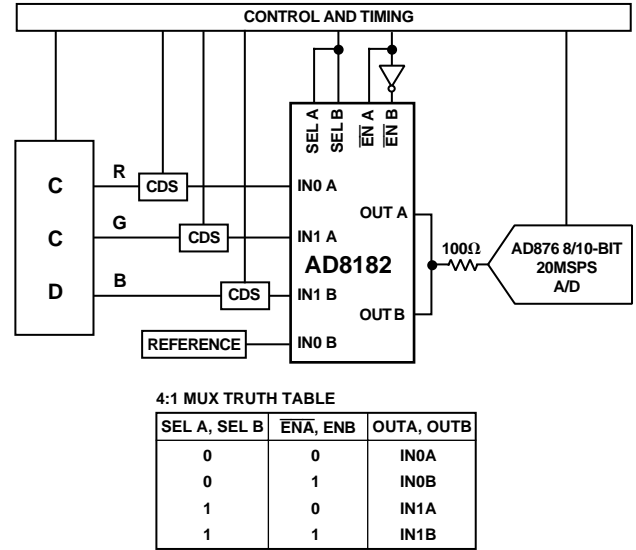 CONTROL AND TIMING
SEL A
SEL B
EN A
EN B
C
C
D
R
G
B
CDS
CDS
CDS
REFERENCE
IN0 A
IN1 A
IN1 B
IN0 B
AD8182
OUT A
OUT B
100Ω
AD876 8/10-BIT
20MSPS
A/D
4:1 MUX TRUTH TABLE
SEL A, SEL B ENA, ENB OUTA, OUTB
0 0 IN0A
0 1 IN0B
1 0 IN1A
1 1 IN1B